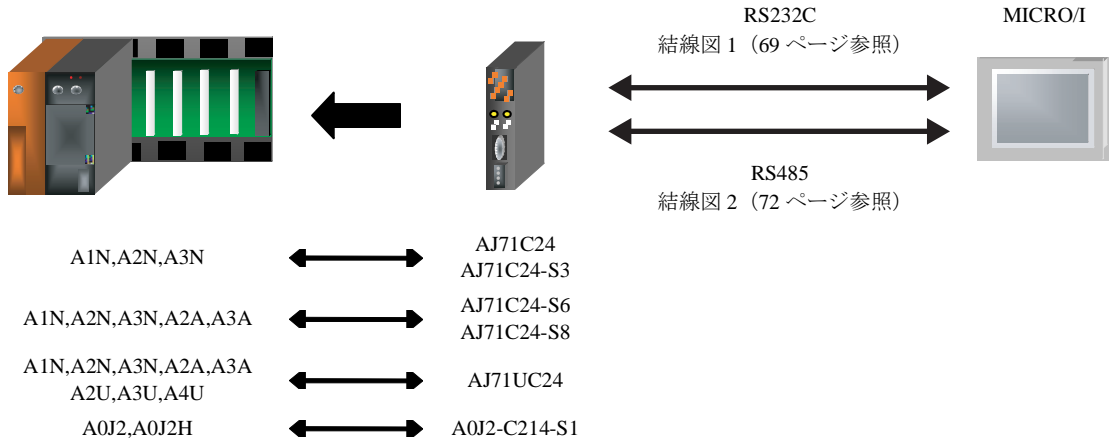 RS232C
結線図 1（69 ページ参照）
MICRO/I
RS485
結線図 2（72 ページ参照）
A1N,A2N,A3N
AJ71C24
AJ71C24-S3
A1N,A2N,A3N,A2A,A3A
AJ71C24-S6
AJ71C24-S8
A1N,A2N,A3N,A2A,A3A
A2U,A3U,A4U
AJ71UC24
A0J2,A0J2H
A0J2-C214-S1